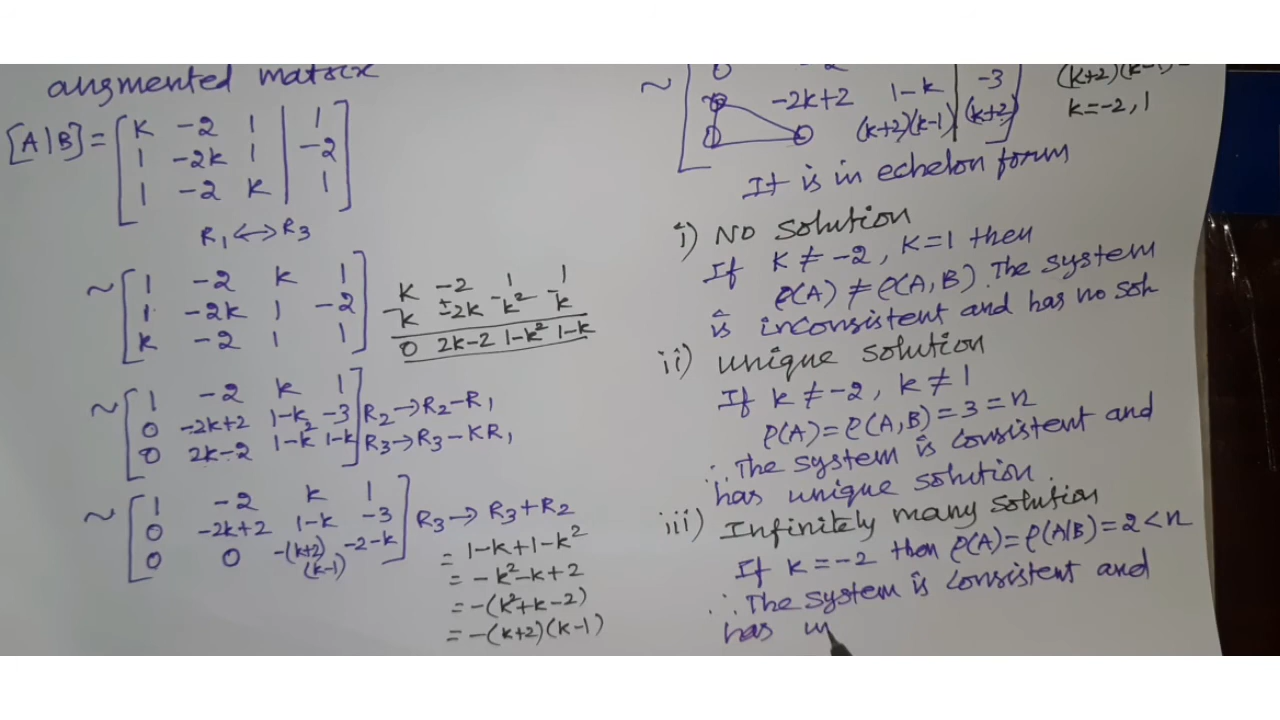 augmented matrix
[A|B] = [ K -2 1 | 1
1 -2k 1 | -2
1 -2 k | 1 ]
R1 ↔ R3
~ [ 1 -2 k 1
1 -2k 1 -2
k -2 1 1 ]
k -2 1 1
-k ±2k -k² -k
0 2k-2 1-k² 1-k
~ [ 1 -2 k 1
0 -2k+2 1-k -3
0 2k-2 1-k² 1-k ]
R2→R2-R1
R3→R3-KR1
~ [ 1 -2 k 1
0 -2k+2 1-k -3
0 0 -(k+2)(k-1) -2-k ]
R3→ R3+R2
= 1-k+1-k²
= -k²-k+2
= -(k²+k-2)
= -(k+2)(k-1)
~ [
0 -2k+2 1-k | -3
0 0 (k+2)(k-1) | (k+2) ]
k=-2, 1
It is in echelon form
i) NO solution
If K ≠ -2, K=1 then
ρ(A) ≠ ρ(A,B). The system
is inconsistent and has no soln
ii) unique solution
If k ≠ -2, k ≠ 1
ρ(A) = ρ(A,B) = 3 = n
∴ The system is consistent and
has unique solution.
iii) Infinitely many solution
If k = -2 then ρ(A) = ρ(A|B) = 2 < n
∴ The system is consistent and
has